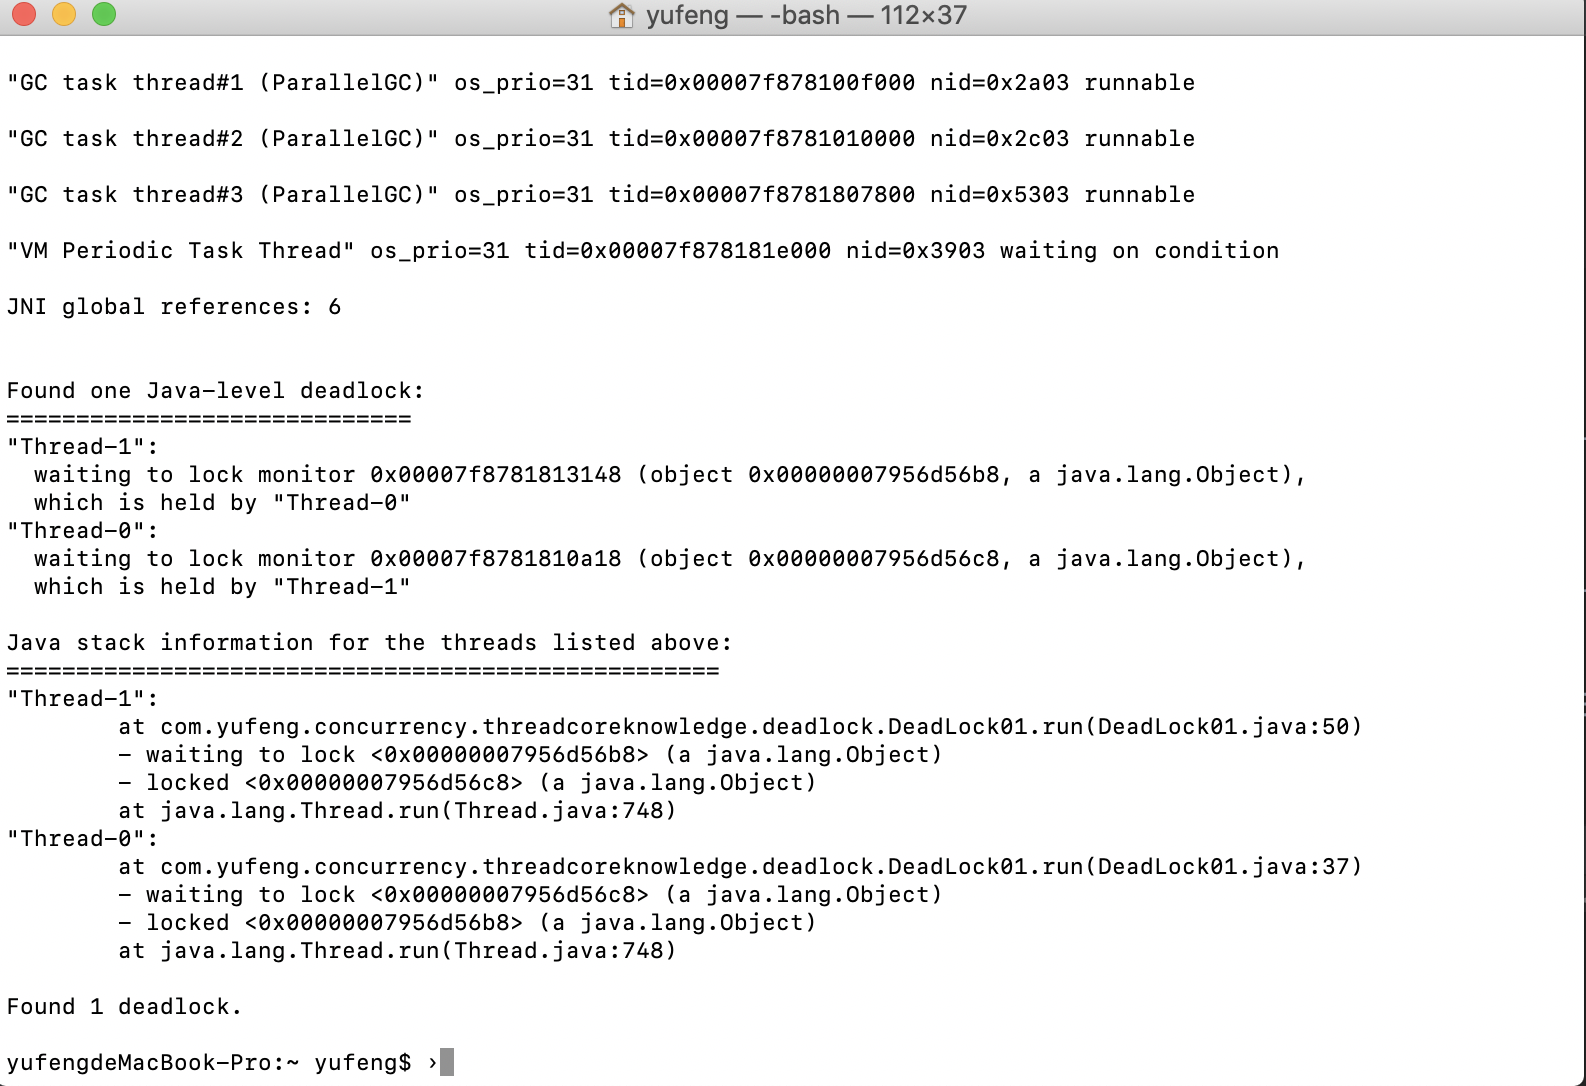 yufeng — -bash — 112×37
"GC task thread#1 (ParallelGC)" os_prio=31 tid=0x00007f878100f000 nid=0x2a03 runnable
"GC task thread#2 (ParallelGC)" os_prio=31 tid=0x00007f8781010000 nid=0x2c03 runnable
"GC task thread#3 (ParallelGC)" os_prio=31 tid=0x00007f8781807800 nid=0x5303 runnable
"VM Periodic Task Thread" os_prio=31 tid=0x00007f878181e000 nid=0x3903 waiting on condition
JNI global references: 6
Found one Java-level deadlock:
=============================
"Thread-1":
  waiting to lock monitor 0x00007f8781813148 (object 0x00000007956d56b8, a java.lang.Object),
  which is held by "Thread-0"
"Thread-0":
  waiting to lock monitor 0x00007f8781810a18 (object 0x00000007956d56c8, a java.lang.Object),
  which is held by "Thread-1"
Java stack information for the threads listed above:
===================================================
"Thread-1":
        at com.yufeng.concurrency.threadcoreknowledge.deadlock.DeadLock01.run(DeadLock01.java:50)
        - waiting to lock <0x00000007956d56b8> (a java.lang.Object)
        - locked <0x00000007956d56c8> (a java.lang.Object)
        at java.lang.Thread.run(Thread.java:748)
"Thread-0":
        at com.yufeng.concurrency.threadcoreknowledge.deadlock.DeadLock01.run(DeadLock01.java:37)
        - waiting to lock <0x00000007956d56c8> (a java.lang.Object)
        - locked <0x00000007956d56b8> (a java.lang.Object)
        at java.lang.Thread.run(Thread.java:748)
Found 1 deadlock.
yufengdeMacBook-Pro:~ yufeng$ ›